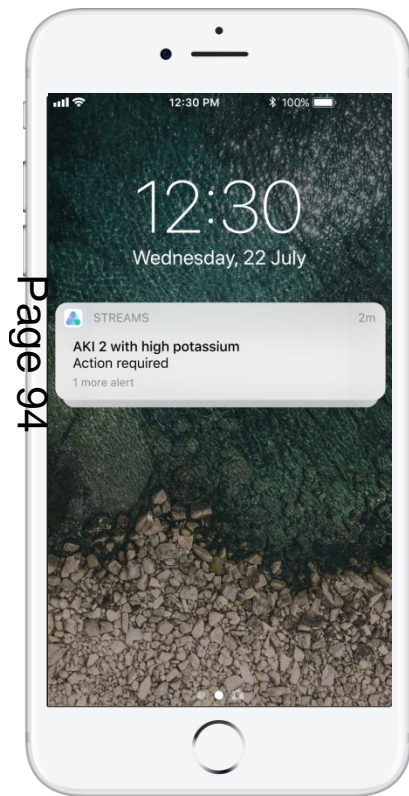 12:30 PM
100%
12:30
Wednesday, 22 July
STREAMS 2m
AKI 2 with high potassium
Action required
1 more alert
Page 94